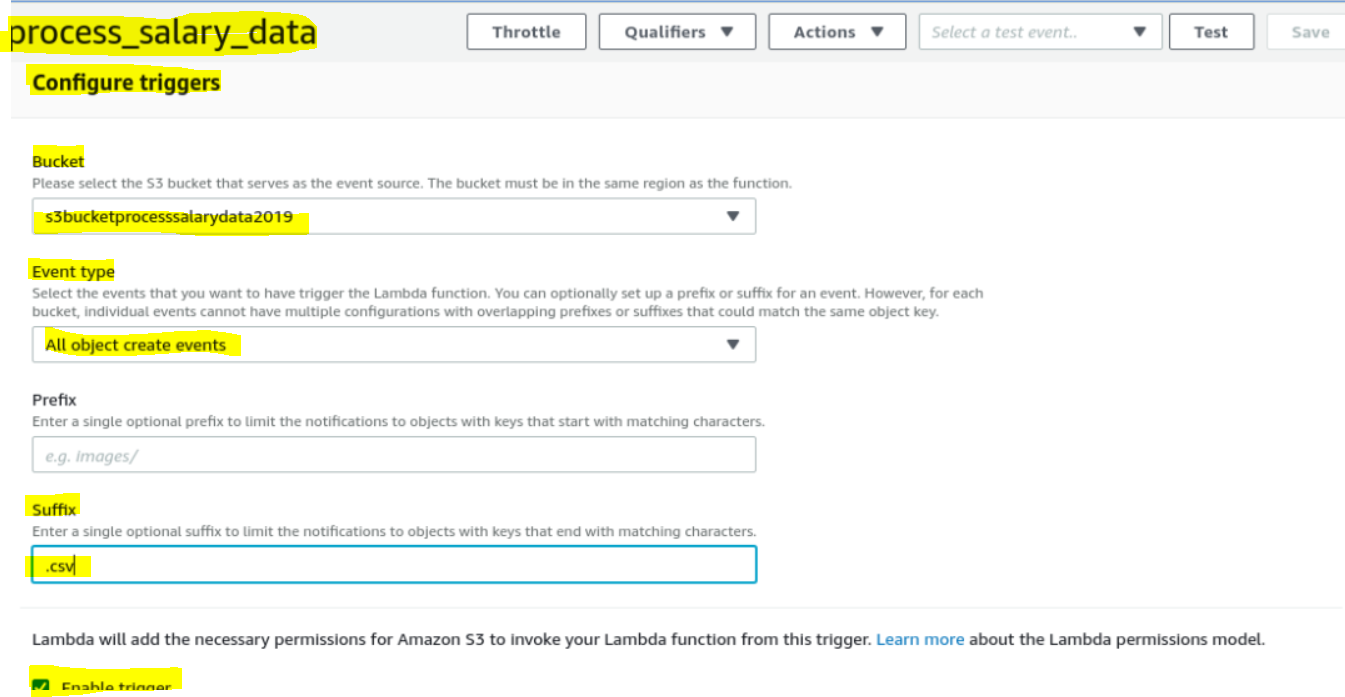 process_salary_data
Throttle
Qualifiers
Actions
Select a test event..
Test
Save
Configure triggers
Bucket
Please select the S3 bucket that serves as the event source. The bucket must be in the same region as the function.
s3bucketprocesssalarydata2019
Event type
Select the events that you want to have trigger the Lambda function. You can optionally set up a prefix or suffix for an event. However, for each
bucket, individual events cannot have multiple configurations with overlapping prefixes or suffixes that could match the same object key.
All object create events
Prefix
Enter a single optional prefix to limit the notifications to objects with keys that start with matching characters.
e.g. images/
Suffix
Enter a single optional suffix to limit the notifications to objects with keys that end with matching characters.
.csv
Lambda will add the necessary permissions for Amazon S3 to invoke your Lambda function from this trigger. Learn more about the Lambda permissions model.
Enable trigger